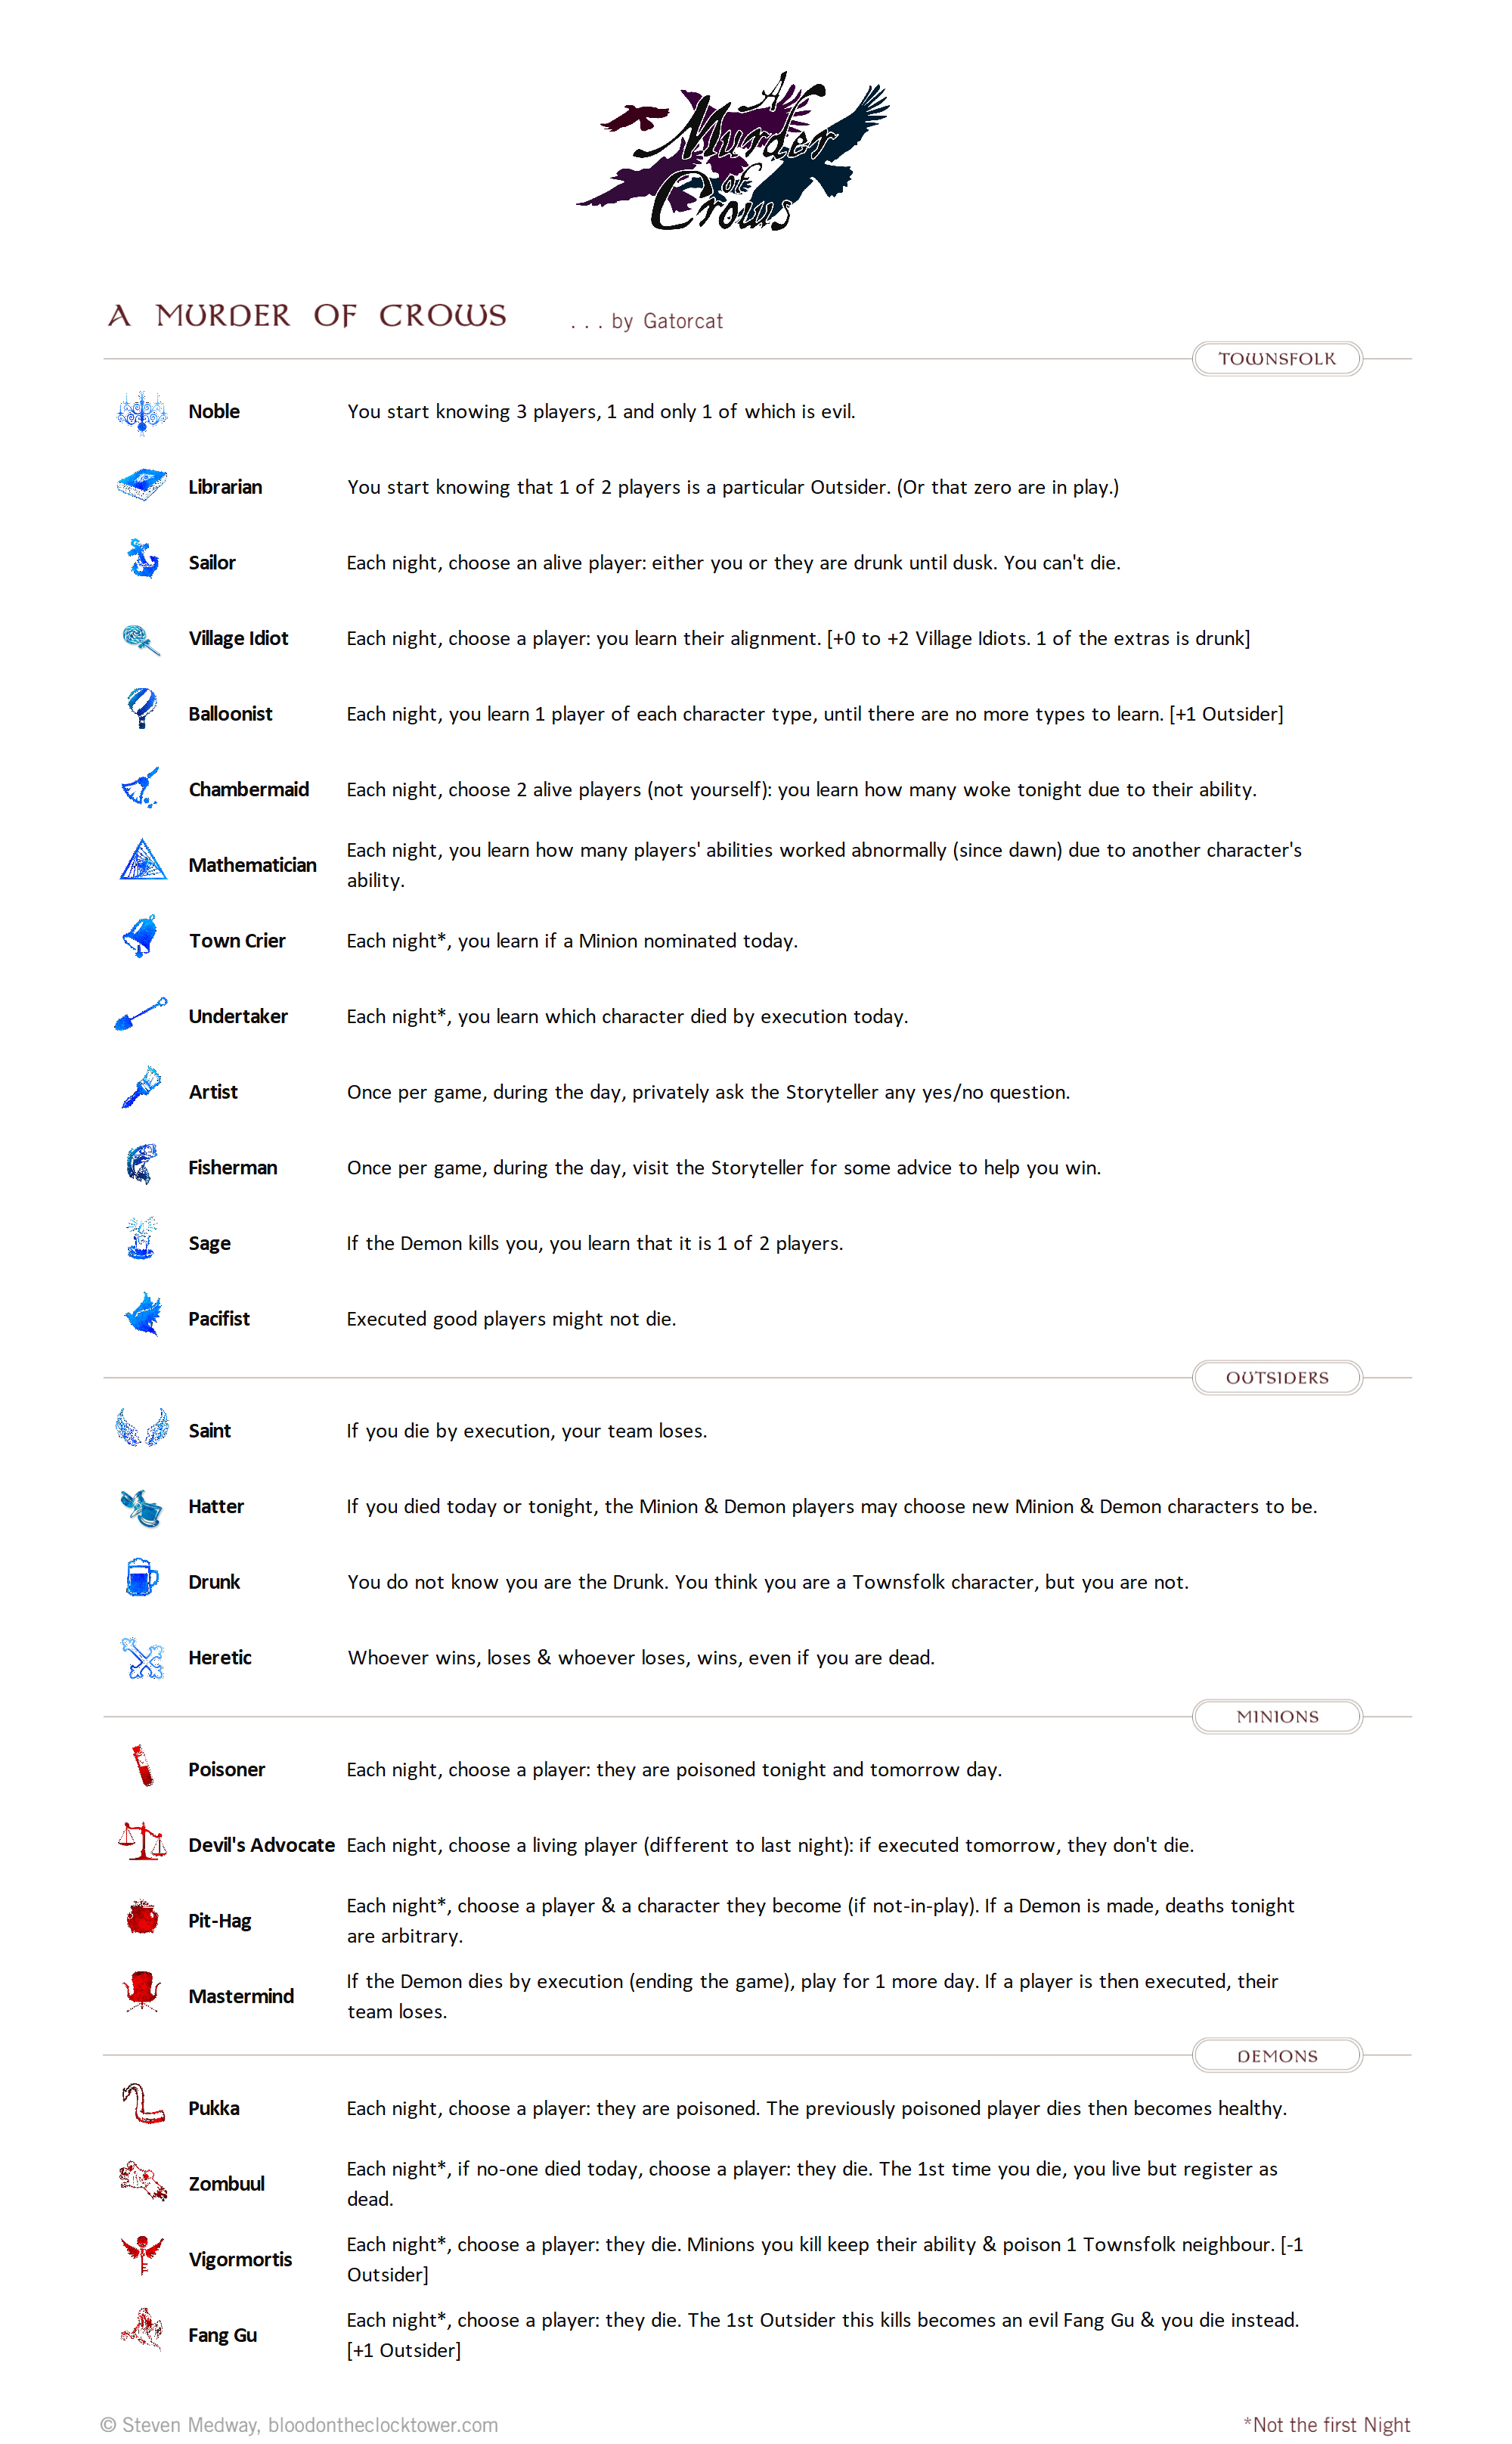 A Murder of Crows
A MURDER OF CROWS ... by Gatorcat
TOWNSFOLK
Noble You start knowing 3 players, 1 and only 1 of which is evil.
Librarian You start knowing that 1 of 2 players is a particular Outsider. (Or that zero are in play.)
Sailor Each night, choose an alive player: either you or they are drunk until dusk. You can't die.
Village Idiot Each night, choose a player: you learn their alignment. [+0 to +2 Village Idiots. 1 of the extras is drunk]
Balloonist Each night, you learn 1 player of each character type, until there are no more types to learn. [+1 Outsider]
Chambermaid Each night, choose 2 alive players (not yourself): you learn how many woke tonight due to their ability.
Mathematician Each night, you learn how many players' abilities worked abnormally (since dawn) due to another character's
ability.
Town Crier Each night*, you learn if a Minion nominated today.
Undertaker Each night*, you learn which character died by execution today.
Artist Once per game, during the day, privately ask the Storyteller any yes/no question.
Fisherman Once per game, during the day, visit the Storyteller for some advice to help you win.
Sage If the Demon kills you, you learn that it is 1 of 2 players.
Pacifist Executed good players might not die.
OUTSIDERS
Saint If you die by execution, your team loses.
Hatter If you died today or tonight, the Minion & Demon players may choose new Minion & Demon characters to be.
Drunk You do not know you are the Drunk. You think you are a Townsfolk character, but you are not.
Heretic Whoever wins, loses & whoever loses, wins, even if you are dead.
MINIONS
Poisoner Each night, choose a player: they are poisoned tonight and tomorrow day.
Devil's Advocate Each night, choose a living player (different to last night): if executed tomorrow, they don't die.
Pit-Hag Each night*, choose a player & a character they become (if not-in-play). If a Demon is made, deaths tonight
are arbitrary.
Mastermind If the Demon dies by execution (ending the game), play for 1 more day. If a player is then executed, their
team loses.
DEMONS
Pukka Each night, choose a player: they are poisoned. The previously poisoned player dies then becomes healthy.
Zombuul Each night*, if no-one died today, choose a player: they die. The 1st time you die, you live but register as
dead.
Vigormortis Each night*, choose a player: they die. Minions you kill keep their ability & poison 1 Townsfolk neighbour. [-1
Outsider]
Fang Gu Each night*, choose a player: they die. The 1st Outsider this kills becomes an evil Fang Gu & you die instead.
[+1 Outsider]
© Steven Medway, bloodontheclocktower.com *Not the first Night